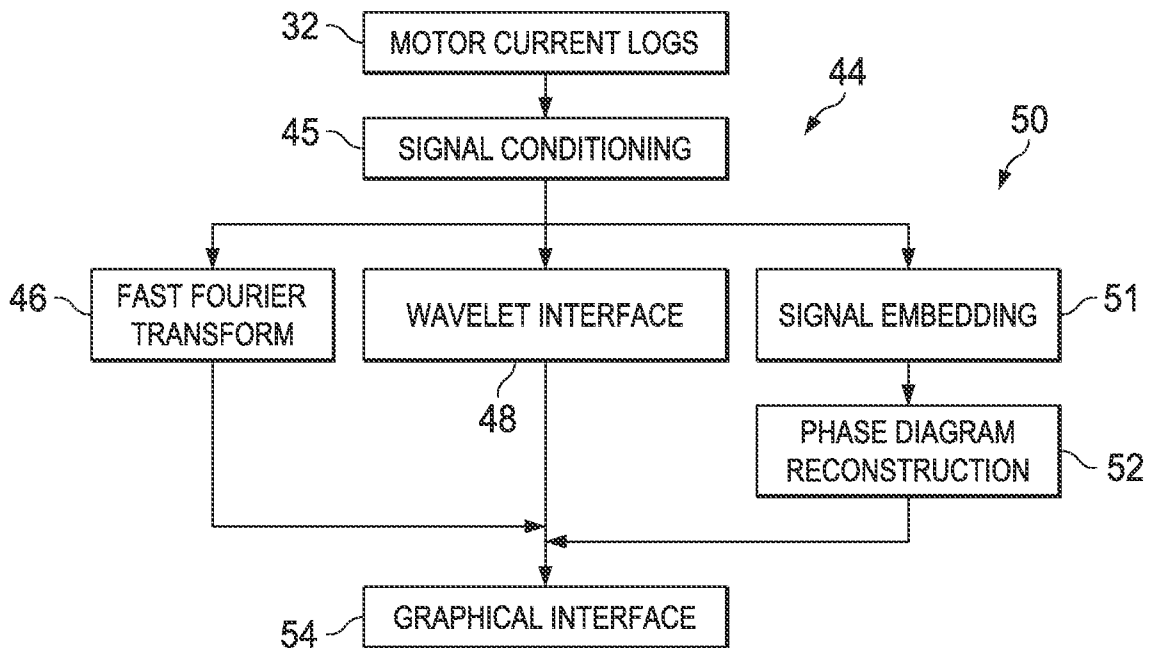 32
MOTOR CURRENT LOGS
44
45
SIGNAL CONDITIONING
50
46
FAST FOURIER
TRANSFORM
WAVELET INTERFACE
SIGNAL EMBEDDING
51
48
PHASE DIAGRAM
RECONSTRUCTION
52
GRAPHICAL INTERFACE
54